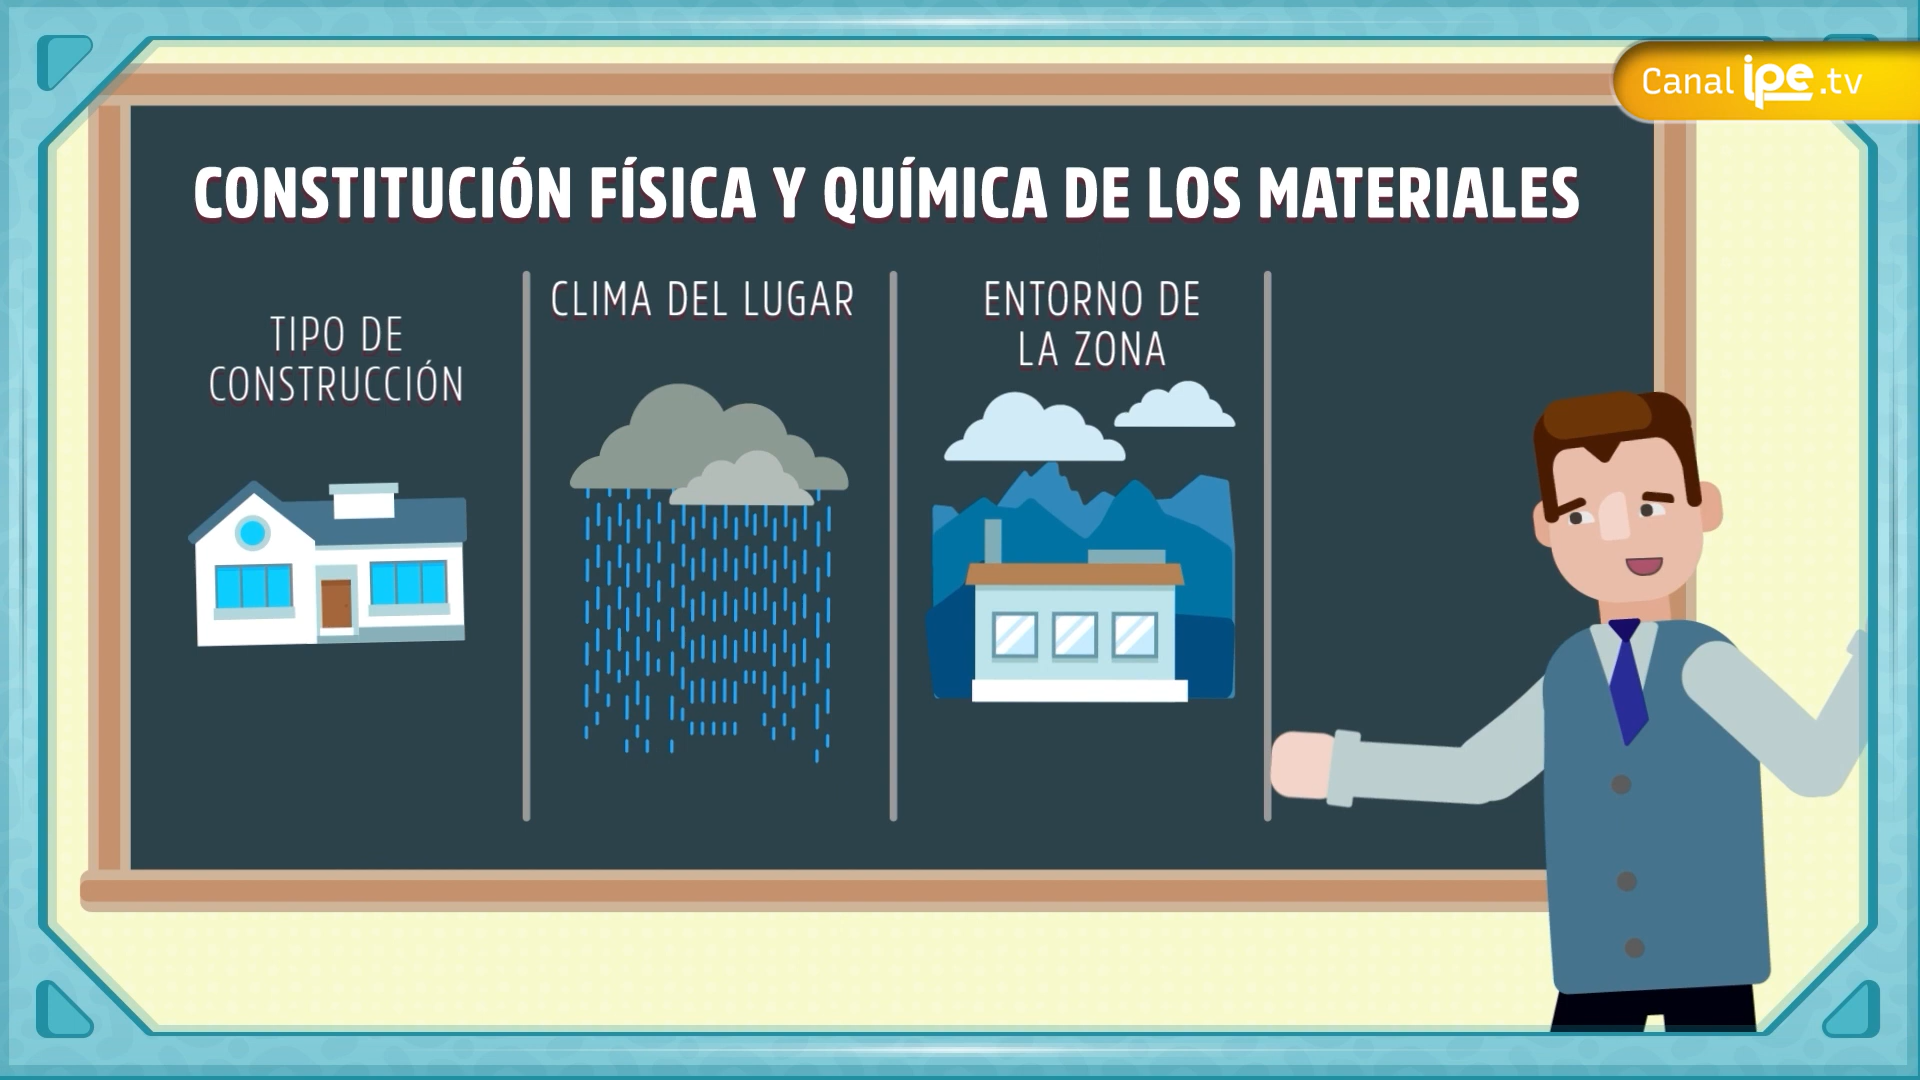 Canal ipe.tv
CONSTITUCIÓN FÍSICA Y QUÍMICA DE LOS MATERIALES
TIPO DE
CONSTRUCCIÓN
CLIMA DEL LUGAR
ENTORNO DE
LA ZONA